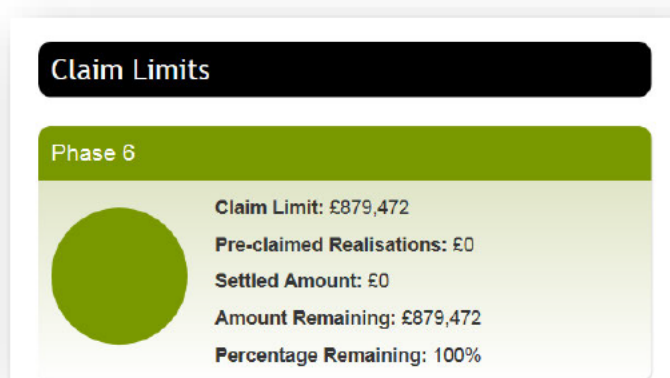 Claim Limits
Phase 6
Claim Limit: £879,472
Pre-claimed Realisations: £0
Settled Amount: £0
Amount Remaining: £879,472
Percentage Remaining: 100%